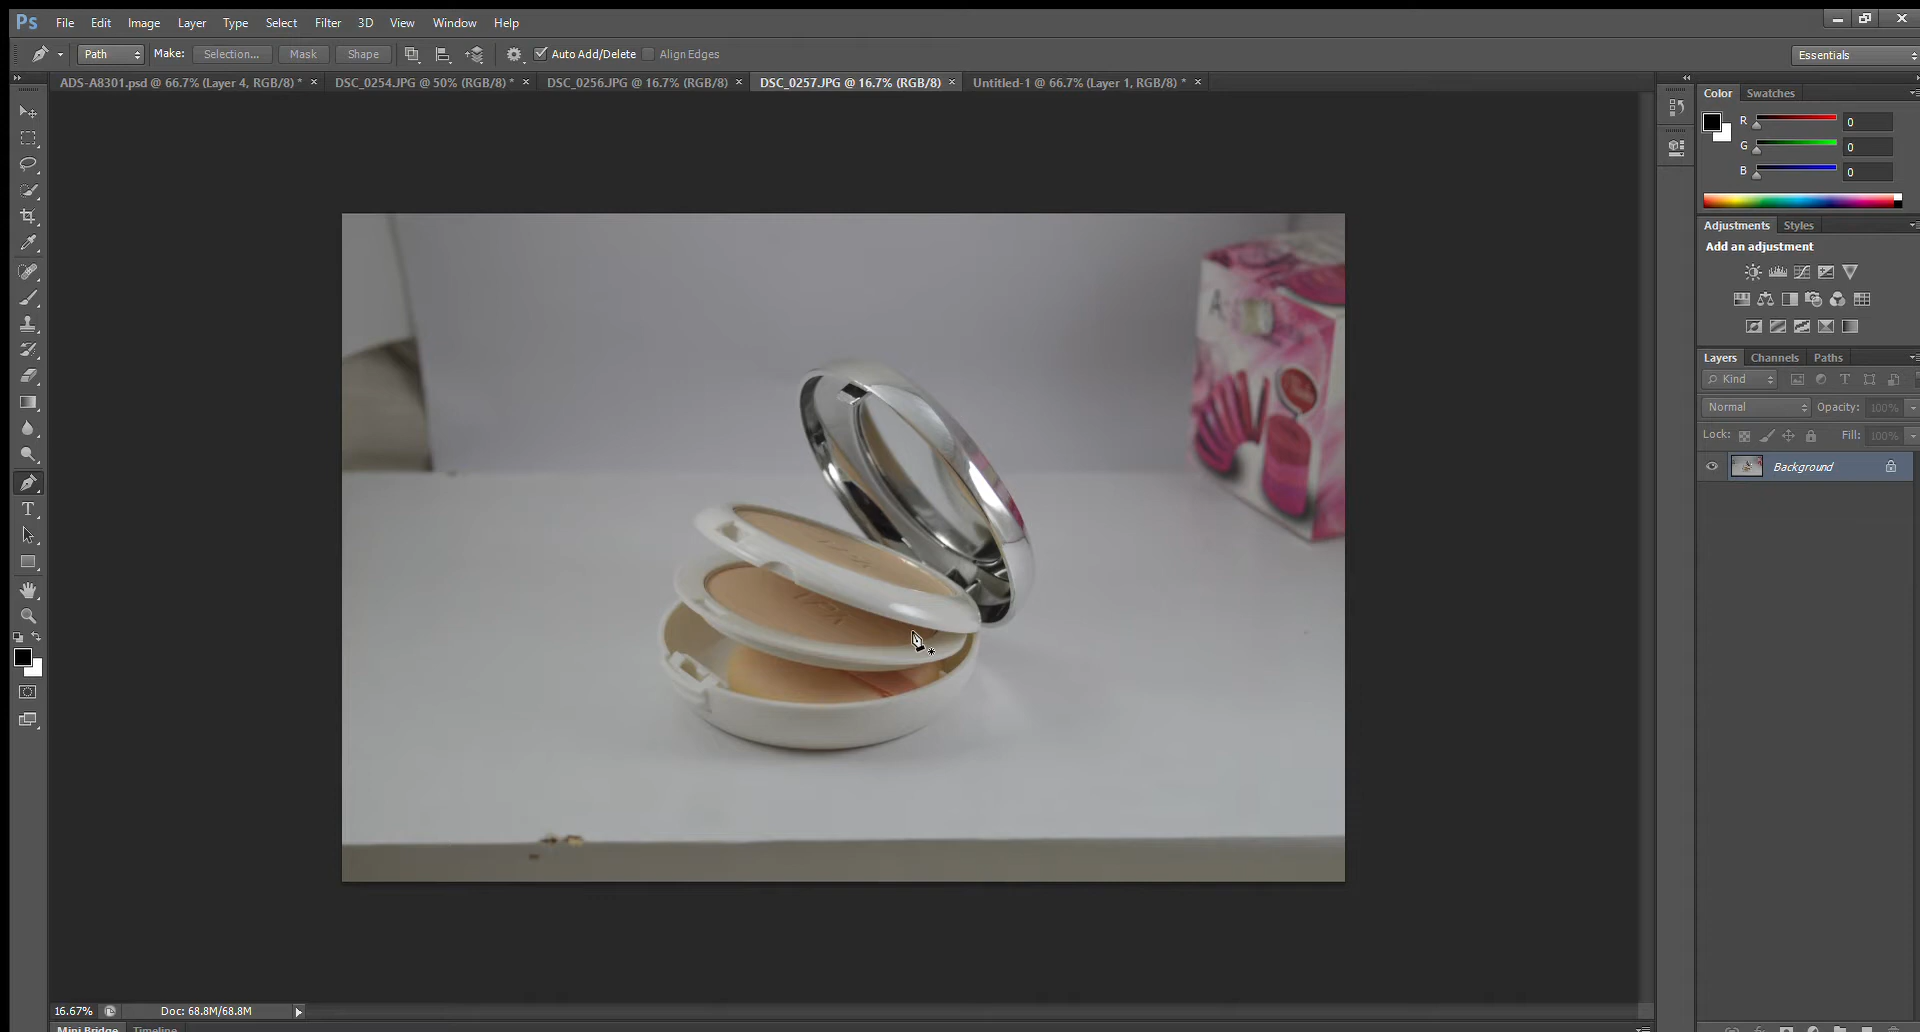 Ps File Edit Image Layer Type Select Filter 3D View Window Help
Path Make: Selection... Mask Shape Auto Add/Delete Align Edges Essentials
ADS-A8301.psd @ 66.7% (Layer 4, RGB/8) * × DSC_0254.JPG @ 50% (RGB/8) * × DSC_0256.JPG @ 16.7% (RGB/8) × DSC_0257.JPG @ 16.7% (RGB/8) × Untitled-1 @ 66.7% (Layer 1, RGB/8) * ×
Color Swatches
R 0
G 0
B 0
Adjustments Styles
Add an adjustment
Layers Channels Paths
Kind
Normal Opacity: 100%
Lock: Fill: 100%
Background
16.67% Doc: 68.8M/68.8M
Mini Bridge Timeline